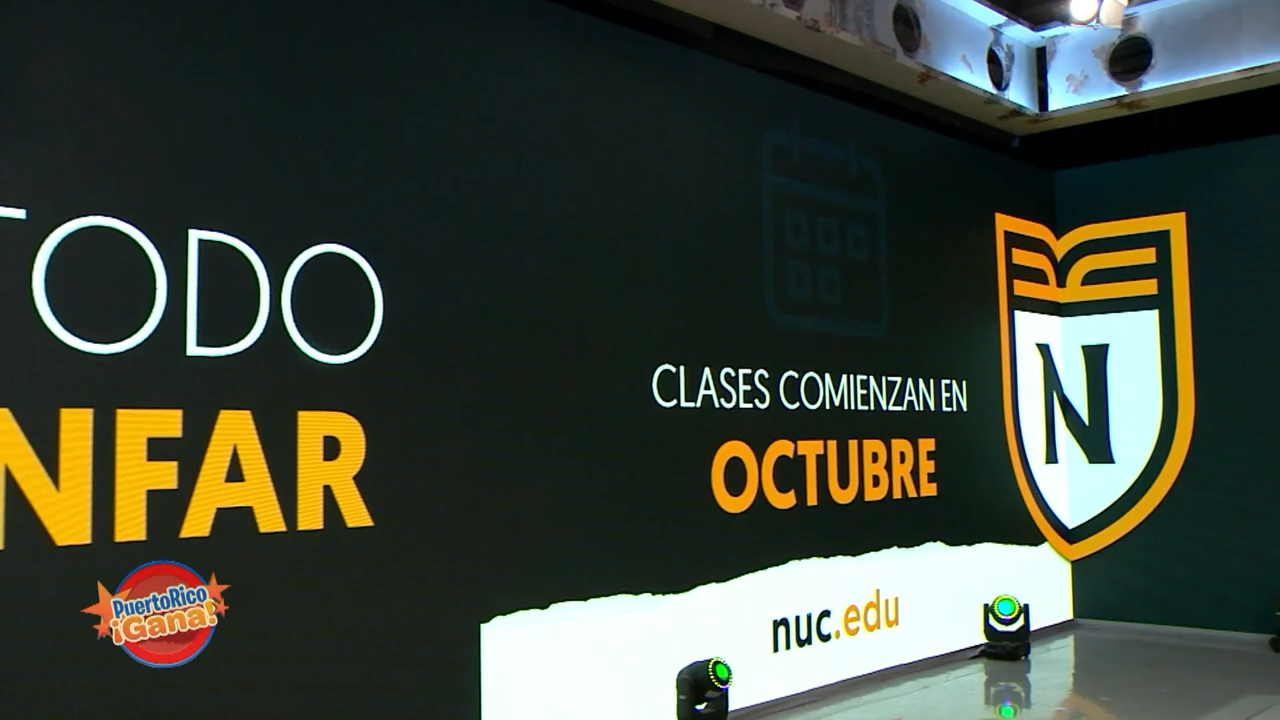 TODO
NFAR
CLASES COMIENZAN EN
OCTUBRE
N
nuc.edu
PuertoRico
¡Gana!